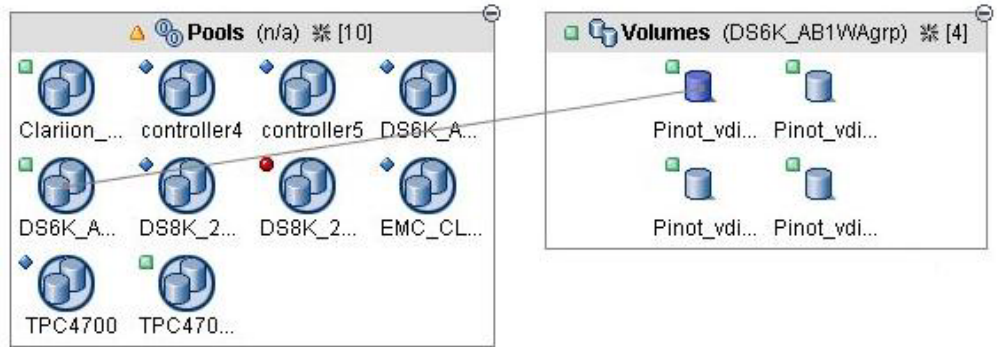 Pools (n/a) [10]
Clariion_... controller4 controller5 DS6K_A...
DS6K_A... DS8K_2... DS8K_2... EMC_CL...
TPC4700 TPC470...
Volumes (DS6K_AB1WAgrp) [4]
Pinot_vdi... Pinot_vdi...
Pinot_vdi... Pinot_vdi...